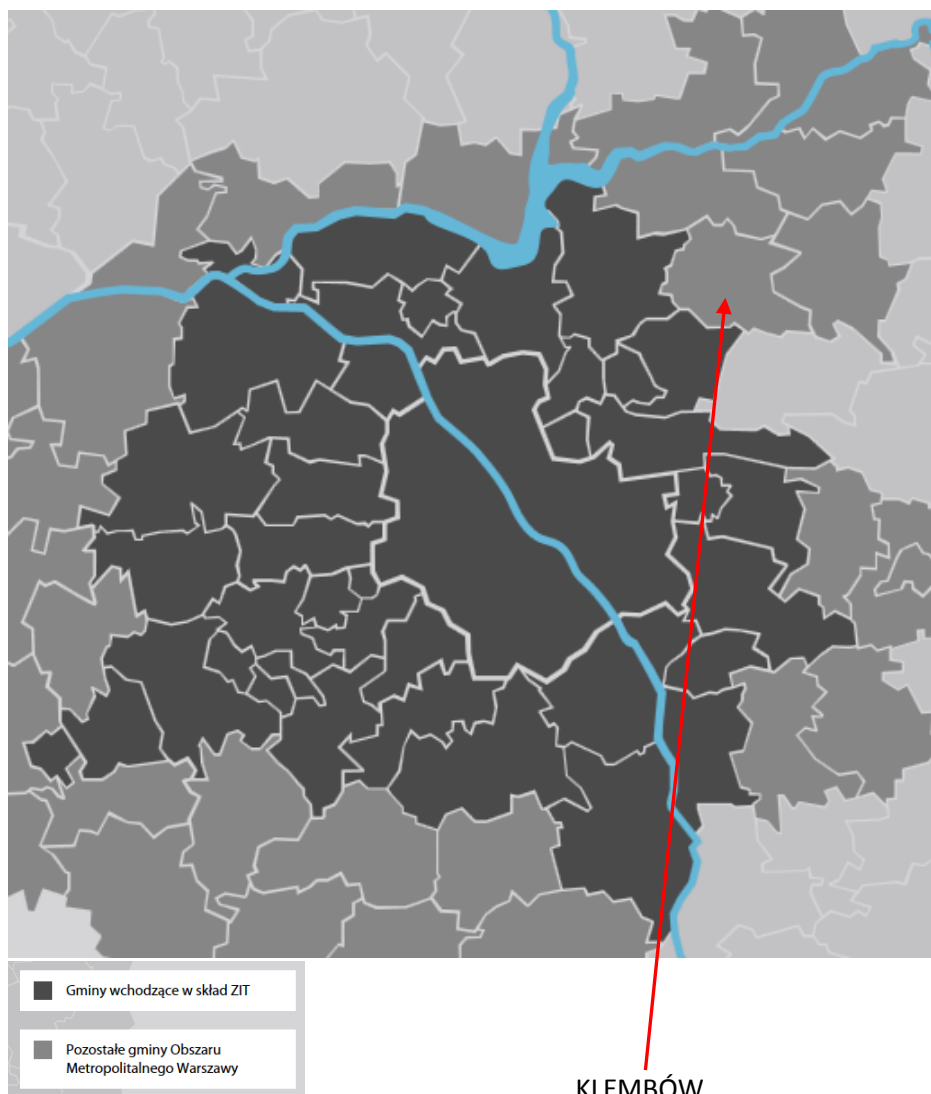 Gminy wchodzące w skład ZIT
Pozostałe gminy Obszaru
Metropolitalnego Warszawy
KLEMBÓW